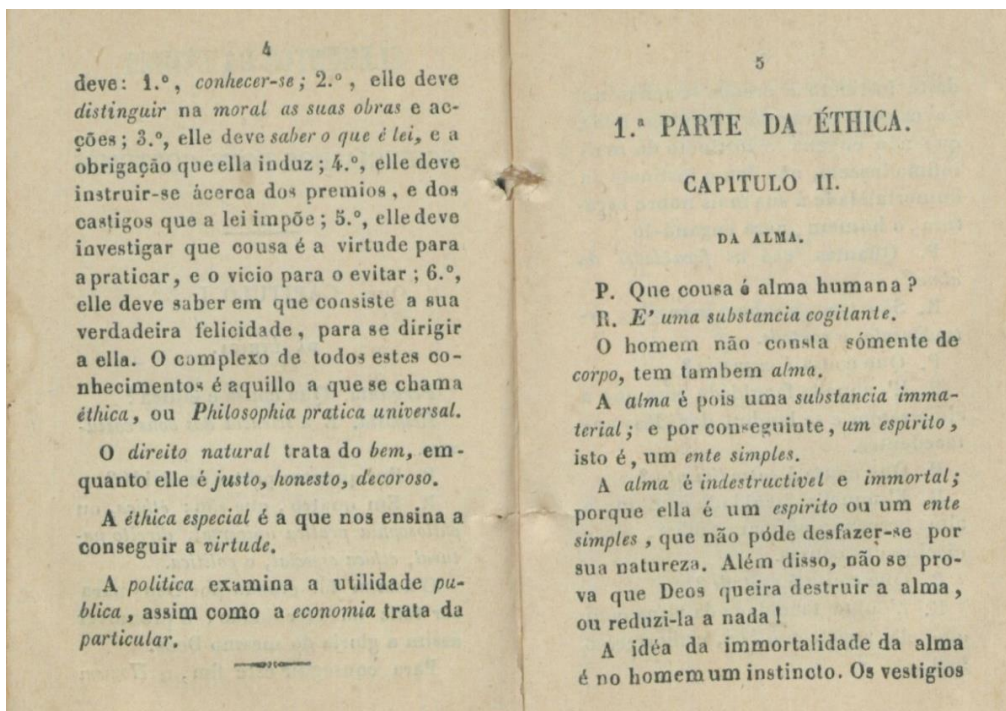 4
deve: 1.º, conhecer-se; 2.º, elle deve
distinguir na moral as suas obras e ac-
ções; 3.º, elle deve saber o que é lei, e a
obrigação que ella induz; 4.º, elle deve
instruir-se ácerca dos premios, e dos
castigos que a lei impõe; 5.º, elle deve
investigar que cousa é a virtude para
a praticar, e o vicio para o evitar; 6.º,
elle deve saber em que consiste a sua
verdadeira felicidade, para se dirigir
a ella. O complexo de todos estes co-
nhecimentos é aquillo a que se chama
éthica, ou Philosophia pratica universal.
O direito natural trata do bem, em-
quanto elle é justo, honesto, decoroso.
A éthica especial é a que nos ensina a
conseguir a virtude.
A politica examina a utilidade pu-
blica, assim como a economia trata da
particular.
5
1.ª PARTE DA ÉTHICA.
CAPITULO II.
DA ALMA.
P. Que cousa é alma humana?
R. E' uma substancia cogitante.
O homem não consta sómente de
corpo, tem tambem alma.
A alma é pois uma substancia imma-
terial; e por conseguinte, um espirito,
isto é, um ente simples.
A alma é indestructivel e immortal;
porque ella é um espirito ou um ente
simples, que não póde desfazer-se por
sua natureza. Além disso, não se pro-
va que Deos queira destruir a alma,
ou reduzi-la a nada!
A idéa da immortalidade da alma
é no homem um instincto. Os vestigios